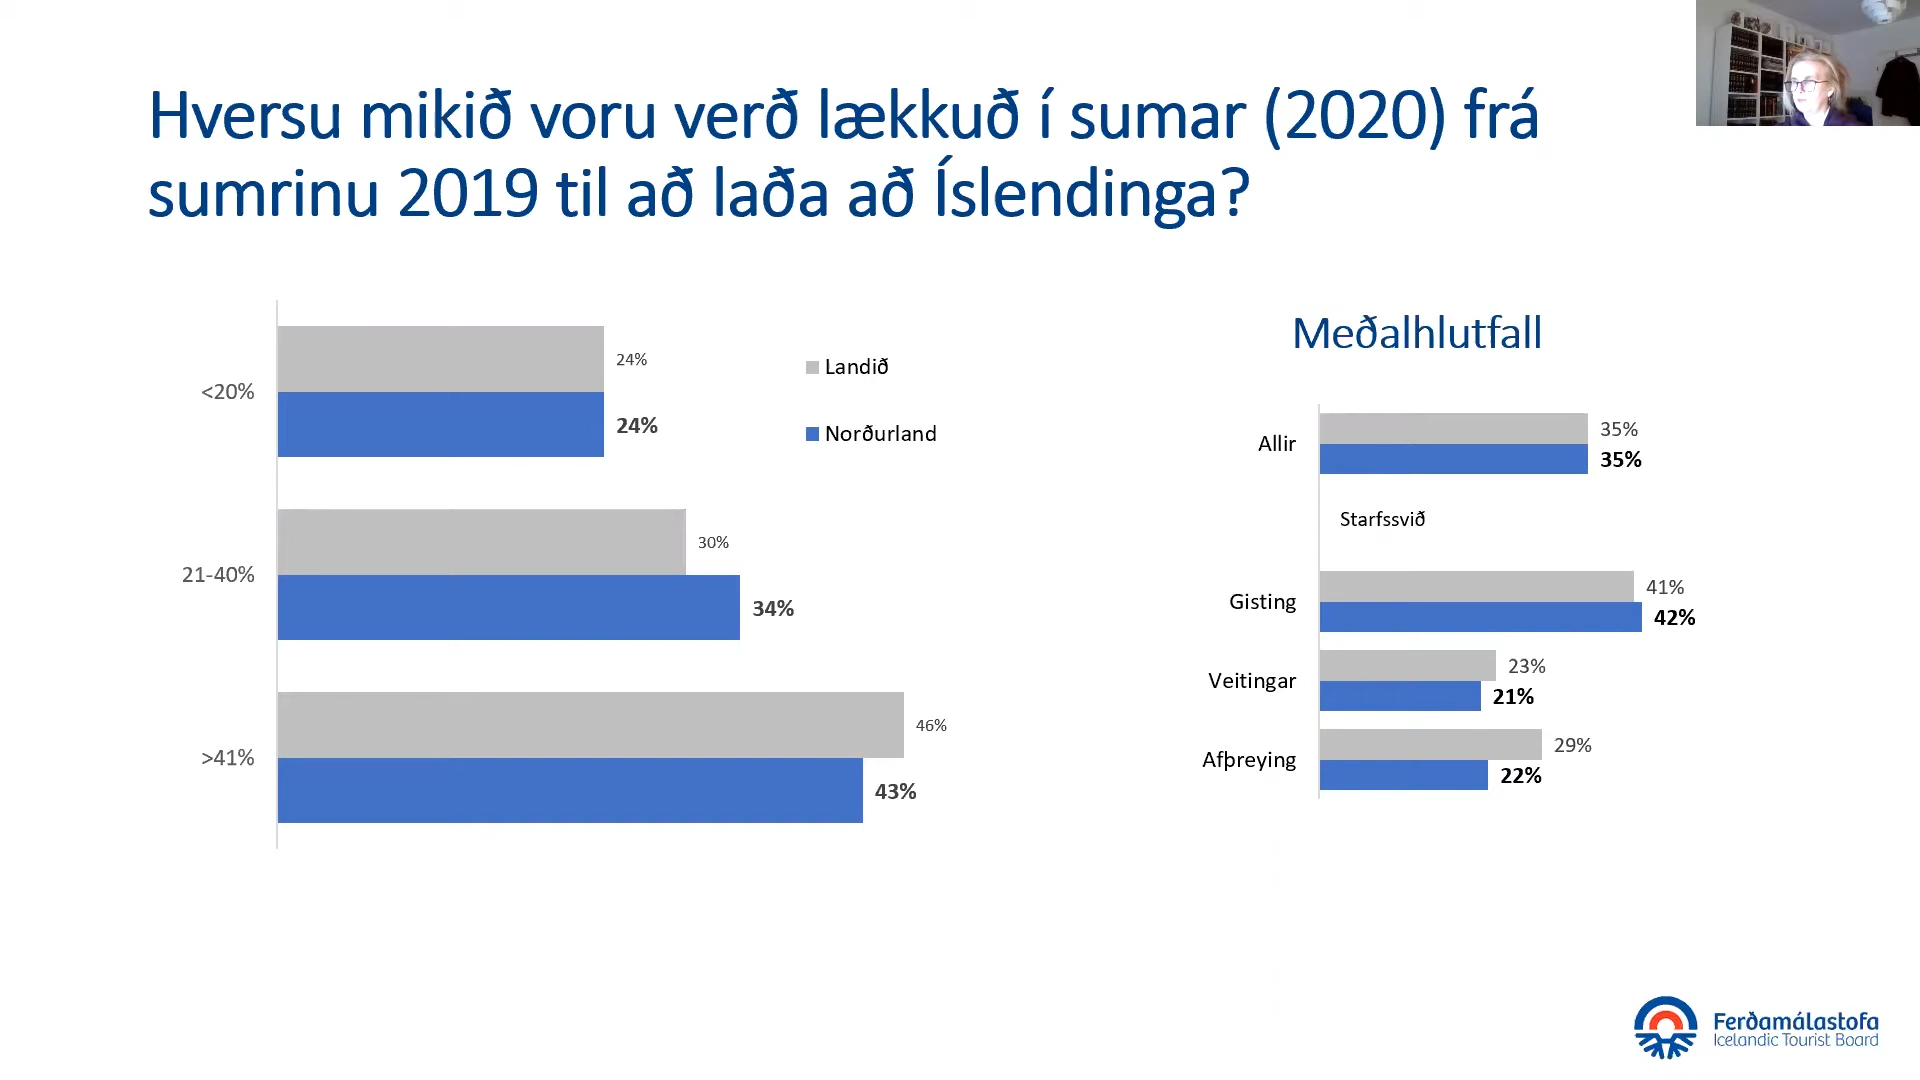 Hversu mikið voru verð lækkuð í sumar (2020) frá
sumrinu 2019 til að laða að Íslendinga?
<20%
24%
24%
21-40%
30%
34%
>41%
46%
43%
Landið
Norðurland
Meðalhlutfall
Allir
35%
35%
Starfssvið
Gisting
41%
42%
Veitingar
23%
21%
Afþreying
29%
22%
Ferðamálastofa
Icelandic Tourist Board